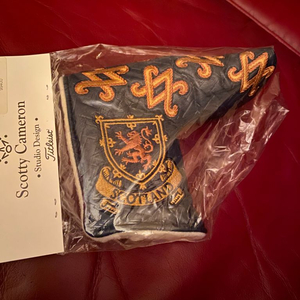 Scotty Cameron
• Studio Design •
Titleist
SCOTLAND